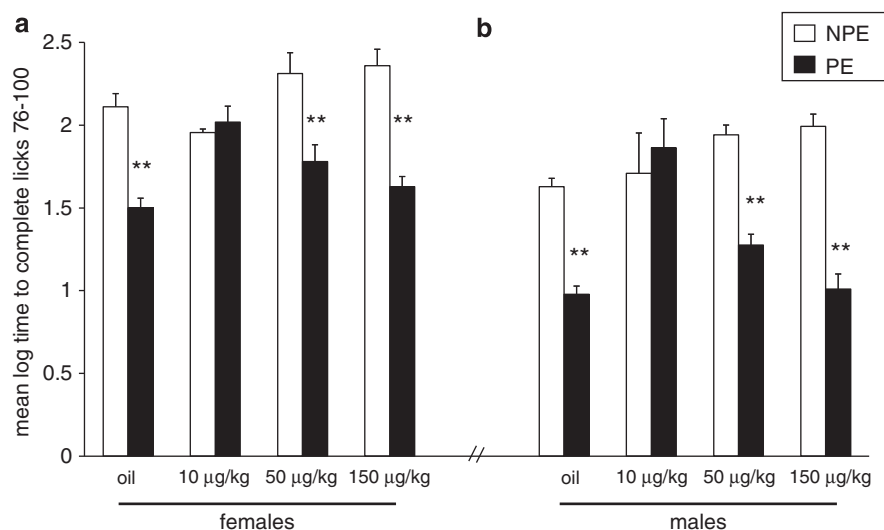 a
b
NPE
PE
mean log time to complete licks 76-100
2.5
2
1.5
1
0.5
0
**
**
**
**
**
**
//
oil
10 µg/kg
50 µg/kg
150 µg/kg
oil
10 µg/kg
50 µg/kg
150 µg/kg
females
males